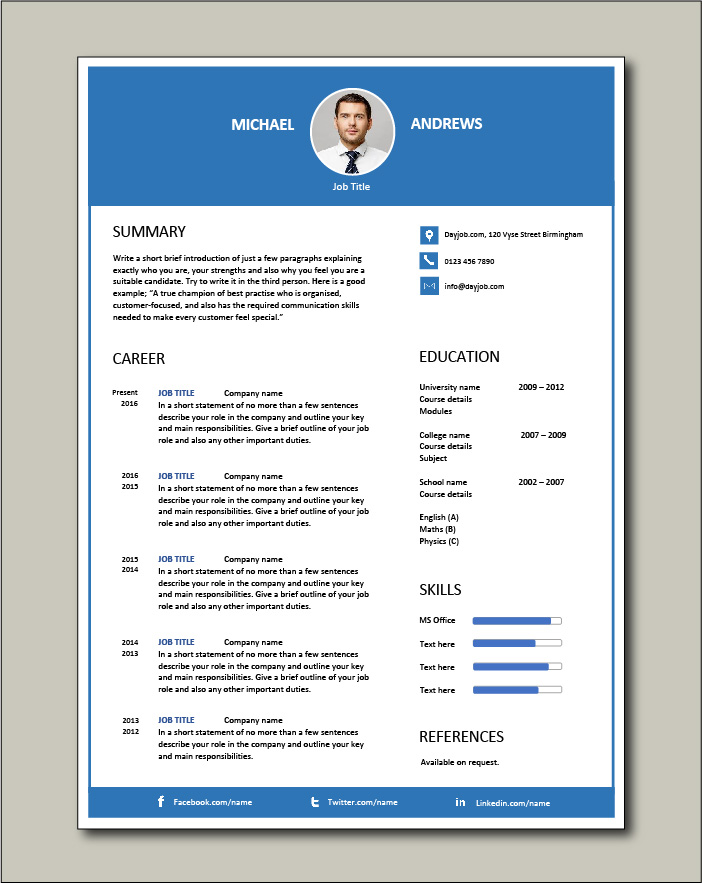 MICHAEL
ANDREWS
Job Title
SUMMARY
Write a short brief introduction of just a few paragraphs explaining
exactly who you are, your strengths and also why you feel you are a
suitable candidate. Try to write it in the third person. Here is a good
example; “A true champion of best practise who is organised,
customer-focused, and also has the required communication skills
needed to make every customer feel special.”
CAREER
Present
2016
JOB TITLE Company name
In a short statement of no more than a few sentences
describe your role in the company and outline your key
and main responsibilities. Give a brief outline of your job
role and also any other important duties.
2016
2015
JOB TITLE Company name
In a short statement of no more than a few sentences
describe your role in the company and outline your key
and main responsibilities. Give a brief outline of your job
role and also any other important duties.
2015
2014
JOB TITLE Company name
In a short statement of no more than a few sentences
describe your role in the company and outline your key
and main responsibilities. Give a brief outline of your job
role and also any other important duties.
2014
2013
JOB TITLE Company name
In a short statement of no more than a few sentences
describe your role in the company and outline your key
and main responsibilities. Give a brief outline of your job
role and also any other important duties.
2013
2012
JOB TITLE Company name
In a short statement of no more than a few sentences
describe your role in the company and outline your key
and main responsibilities.
Dayjob.com, 120 Vyse Street Birmingham
0123 456 7890
info@dayjob.com
EDUCATION
University name 2009 – 2012
Course details
Modules
College name 2007 – 2009
Course details
Subject
School name 2002 – 2007
Course details
English (A)
Maths (B)
Physics (C)
SKILLS
MS Office
Text here
Text here
Text here
REFERENCES
Available on request.
Facebook.com/name
Twitter.com/name
Linkedin.com/name